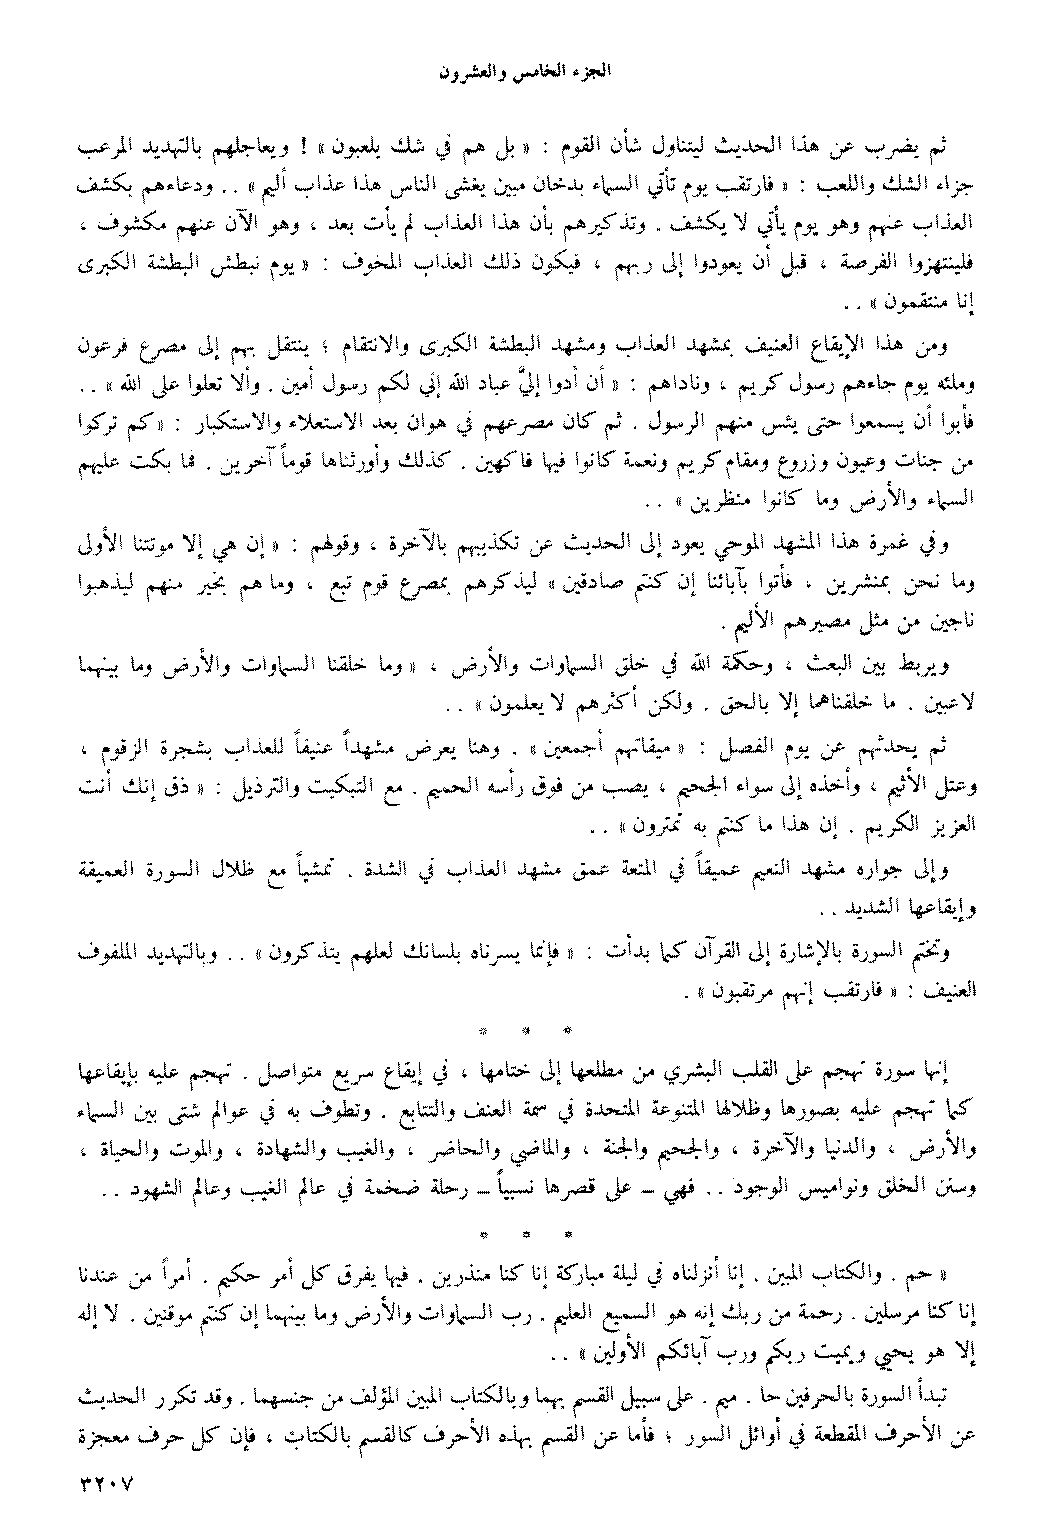 الجزء الخامس والعشرون
ثم يضرب عن هذا الحديث ليتناول شأن القوم : « بل هم في شك يلعبون » ! ويعاجلهم بالتهديد المرعب
جزاء الشك واللعب : « فارتقب يوم تأتي السماء بدخان مبين يغشى الناس هذا عذاب أليم » . . ودعاءهم بكشف
العذاب عنهم وهو يوم يأتي لا يكشف . وتذكيرهم بأن هذا العذاب لم يأت بعد ، وهو الآن عنهم مكشوف ،
فلينتهزوا الفرصة ، قبل أن يعودوا إلى ربهم ، فيكون ذلك العذاب المخوف : « يوم نبطش البطشة الكبرى
إنا منتقمون » . .
ومن هذا الإيقاع العنيف بمشهد العذاب ومشهد البطشة الكبرى والانتقام ؛ ينتقل بهم إلى مصرع فرعون
وملئه يوم جاءهم رسول كريم ، وناداهم : « أن أدوا إليَّ عباد الله إني لكم رسول أمين . وألا تعلوا على الله » . .
فأبوا أن يسمعوا حتى يئس منهم الرسول . ثم كان مصرعهم في هوان بعد الاستعلاء والاستكبار : « كم تركوا
من جنات وعيون وزروع ومقام كريم ونعمة كانوا فيها فاكهين . كذلك وأورثناها قوماً آخرين . فما بكت عليهم
السماء والأرض وما كانوا منظرين » . .
وفي غمرة هذا المشهد الموحي يعود إلى الحديث عن تكذيبهم بالآخرة ، وقولهم : « إن هي إلا موتتنا الأولى
وما نحن بمنشرين ، فأتوا بآبائنا إن كنتم صادقين » ليذكرهم بمصرع قوم تبع ، وما هم بخير منهم ليذهبوا
ناجين من مثل مصيرهم الأليم .
ويربط بين البعث ، وحكمة الله في خلق السماوات والأرض ، « وما خلقنا السماوات والأرض وما بينهما
لاعبين . ما خلقناهما إلا بالحق . ولكن أكثرهم لا يعلمون » . .
ثم يحدثهم عن يوم الفصل : « ميقاتهم أجمعين » . وهنا يعرض مشهداً عنيفاً للعذاب بشجرة الزقوم ،
وعتل الأثيم ، وأخذه إلى سواء الجحيم ، يصب من فوق رأسه الحميم . مع التبكيت والترذيل : « ذق إنك أنت
العزيز الكريم . إن هذا ما كنتم به تمترون » . .
وإلى جواره مشهد النعيم عميقاً في المتعة عمق مشهد العذاب في الشدة . تمشياً مع ظلال السورة العميقة
وإيقاعها الشديد . .
وتختم السورة بالإشارة إلى القرآن كما بدأت : « فإنما يسرناه بلسانك لعلهم يتذكرون » . . وبالتهديد الملفوف
العنيف : « فارتقب إنهم مرتقبون » .
* * *
إنها سورة تهجم على القلب البشري من مطلعها إلى ختامها ، في إيقاع سريع متواصل . تهجم عليه بإيقاعها
كما تهجم عليه بصورها وظلالها المتنوعة المتحدة في سمة العنف والتتابع . وتطوف به في عوالم شتى بين السماء
والأرض ، والدنيا والآخرة ، والجحيم والجنة ، والماضي والحاضر ، والغيب والشهادة ، والموت والحياة ،
وسنن الخلق ونواميس الوجود . . فهي – على قصرها نسبياً – رحلة ضخمة في عالم الغيب وعالم الشهود . .
* * *
« حم . والكتاب المبين . إنا أنزلناه في ليلة مباركة إنا كنا منذرين . فيها يفرق كل أمر حكيم . أمراً من عندنا
إنا كنا مرسلين . رحمة من ربك إنه هو السميع العليم . رب السماوات والأرض وما بينهما إن كنتم موقنين . لا إله
إلا هو يحيي ويميت ربكم ورب آبائكم الأولين » . .
تبدأ السورة بالحرفين حا . ميم . على سبيل القسم بهما وبالكتاب المبين المؤلف من جنسهما . وقد تكرر الحديث
عن الأحرف المقطعة في أوائل السور ؛ فأما عن القسم بهذه الأحرف كالقسم بالكتاب ، فإن كل حرف معجزة
٣٢٠٧